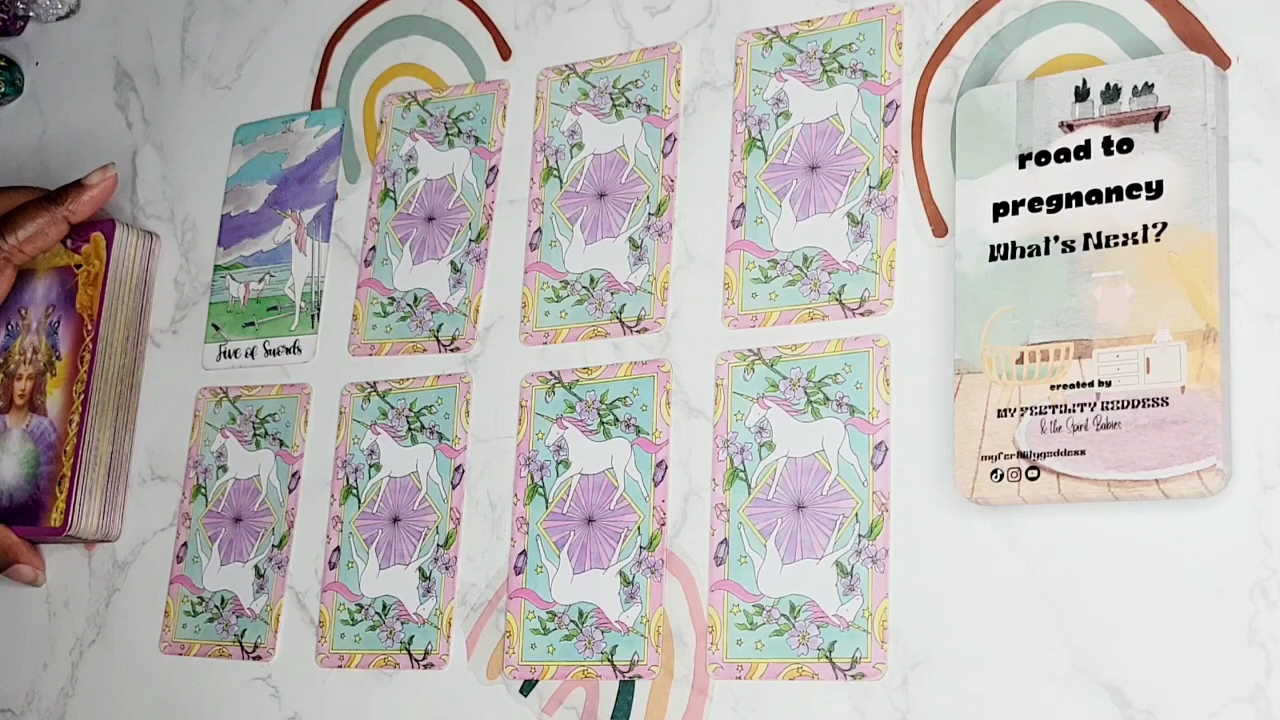 Five of Swords
road to
pregnancy
What's Next?
created by
MY FERTILITY GODDESS
& the Spirit Babies
myfertilitygoddess